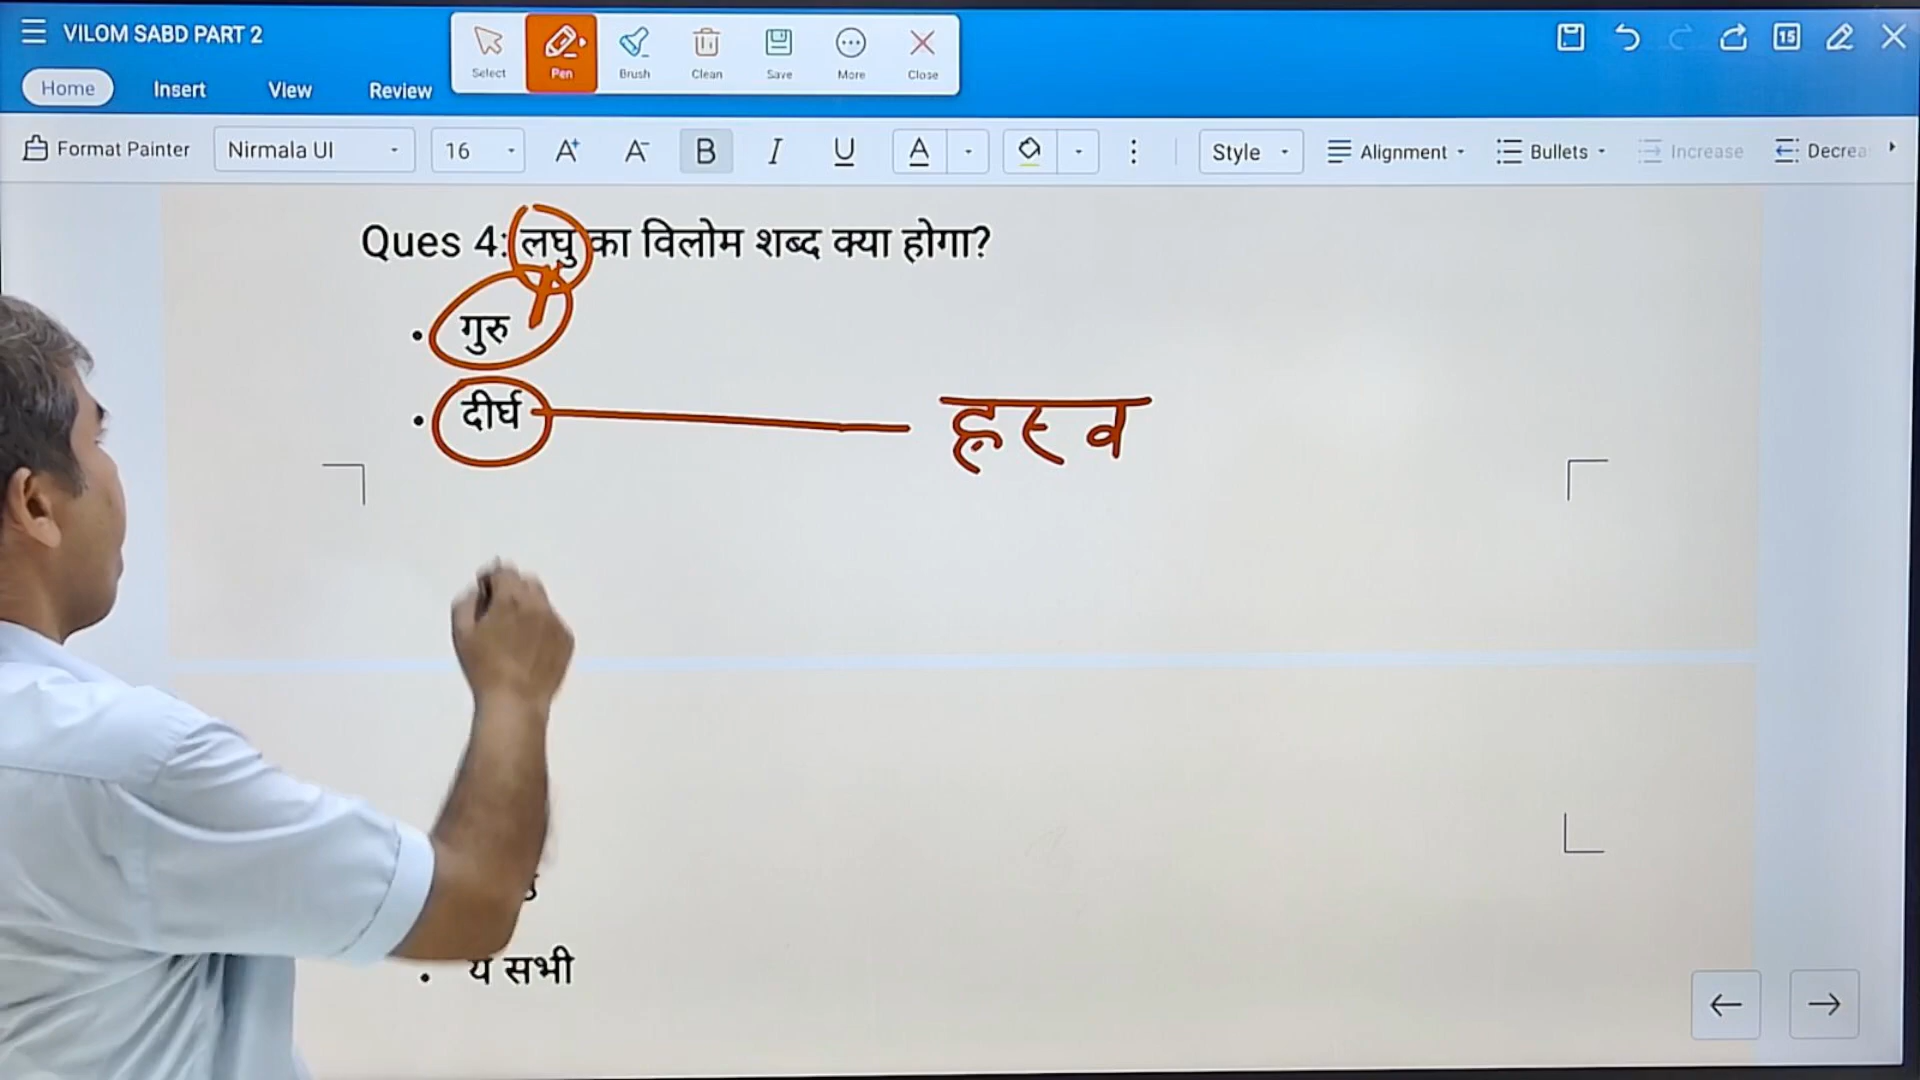 VILOM SABD PART 2
Select Pen Brush Clean Save More Close
15
Home Insert View Review
Format Painter Nirmala UI 16 A+ A- B I U A Style Alignment Bullets Increase
Ques 4: लघु का विलोम शब्द क्या होगा?
• गुरु
• दीर्घ ह्रस्व
• ये सभी